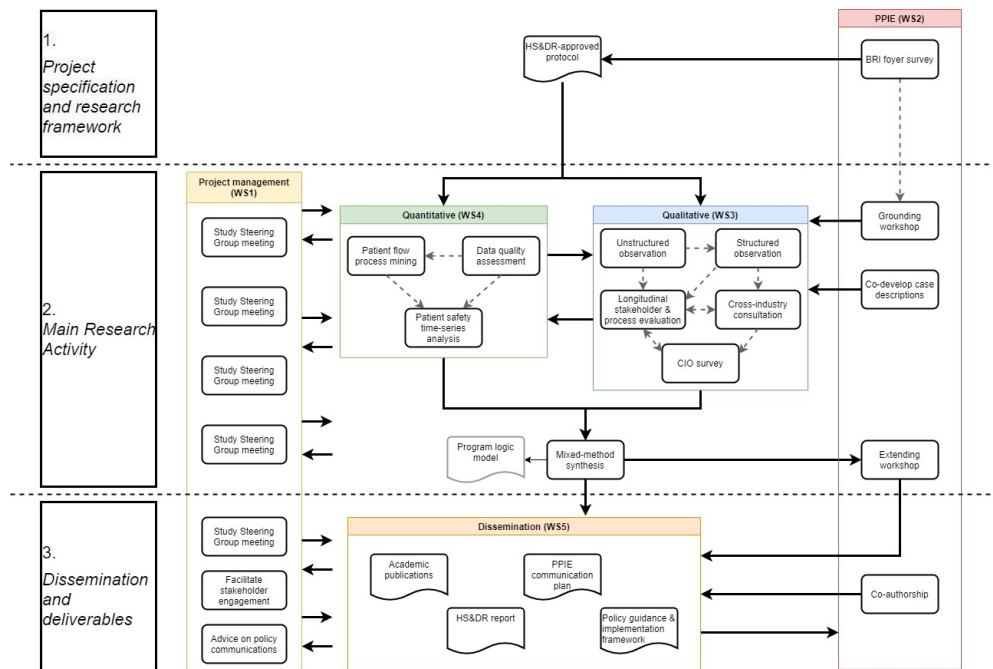 1.
Project
specification
and research
framework
HS&DR-approved
protocol
PPIE (WS2)
BRI foyer survey
2.
Main Research
Activity
Project management
(WS1)
Study Steering
Group meeting
Study Steering
Group meeting
Study Steering
Group meeting
Study Steering
Group meeting
Quantitative (WS4)
Patient flow
process mining
Data quality
assessment
Patient safety
time-series
analysis
Qualitative (WS3)
Unstructured
observation
Structured
observation
Longitudinal
stakeholder &
process evaluation
Cross-industry
consultation
CIO survey
Grounding
workshop
Co-develop case
descriptions
Program logic
model
Mixed-method
synthesis
Extending
workshop
3.
Dissemination
and
deliverables
Study Steering
Group meeting
Facilitate
stakeholder
engagement
Advice on policy
communications
Dissemination (WS5)
Academic
publications
PPIE
communication
plan
HS&DR report
Policy guidance &
implementation
framework
Co-authorship